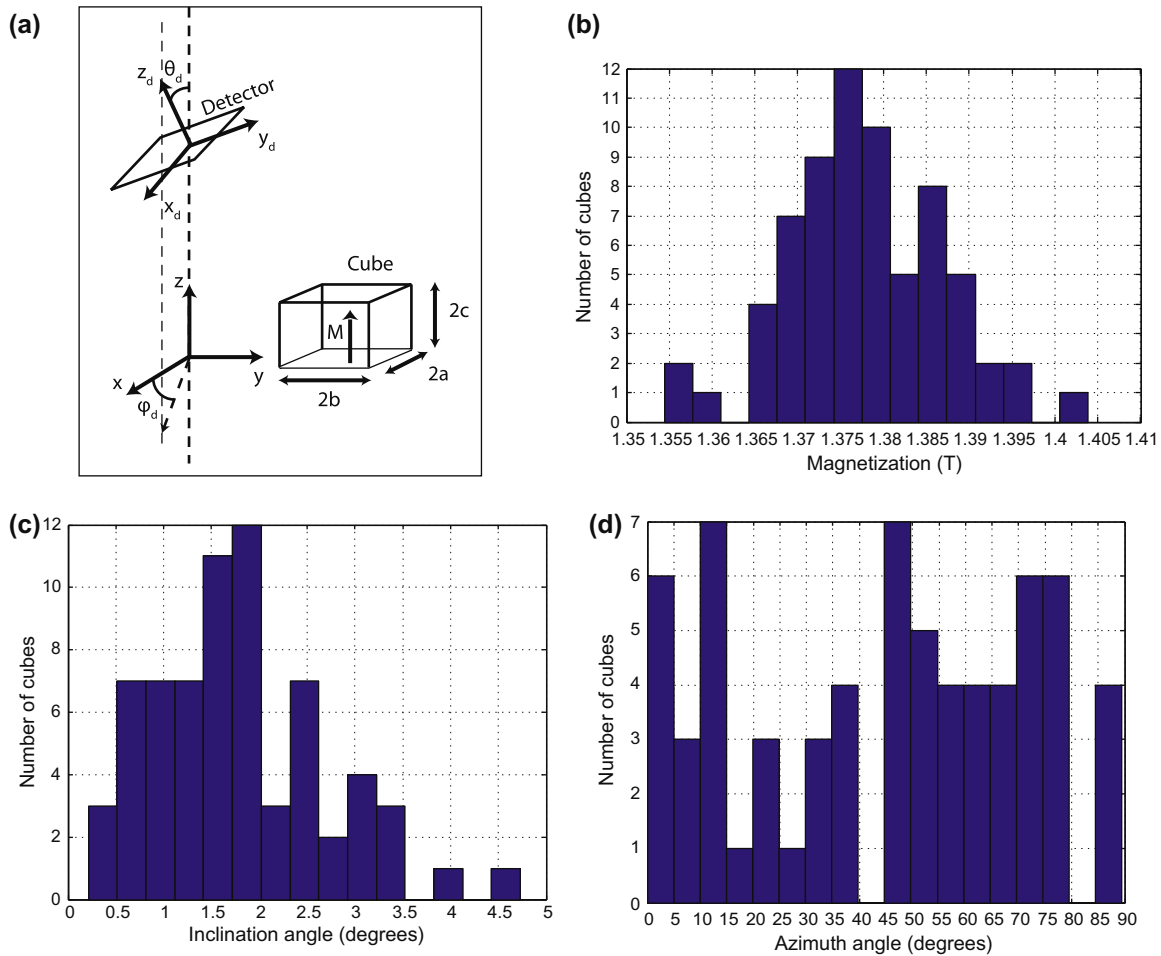 (a)
z_d
θ_d
Detector
y_d
x_d
z
Cube
2c
M
x
y
2a
2b
φ_d
(b)
12
11
10
9
8
7
6
5
4
3
2
1
0
Number of cubes
1.35 1.355 1.36 1.365 1.37 1.375 1.38 1.385 1.39 1.395 1.4 1.405 1.41
Magnetization (T)
(c)
12
10
8
6
4
2
0
Number of cubes
0 0.5 1 1.5 2 2.5 3 3.5 4 4.5 5
Inclination angle (degrees)
(d)
7
6
5
4
3
2
1
0
Number of cubes
0 5 10 15 20 25 30 35 40 45 50 55 60 65 70 75 80 85 90
Azimuth angle (degrees)